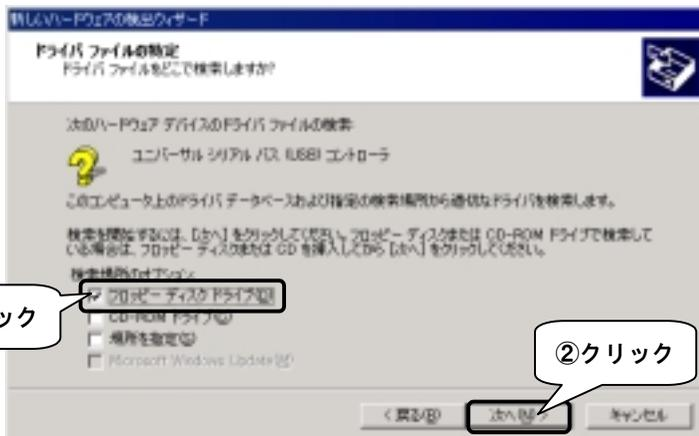 新しいハードウェアの検出ウィザード
ドライバ ファイルの特定
ドライバ ファイルをどこで検索しますか?
次のハードウェア デバイスのドライバ ファイルの検索:
ユニバーサル シリアル バス (USB) コントローラ
このコンピュータ上のドライバ データベースおよび指定の検索場所から適切なドライバを検索します。
検索を開始するには、[次へ] をクリックしてください。フロッピー ディスクまたは CD-ROM ドライブで検索して
いる場合は、フロッピー ディスクまたは CD を挿入してから [次へ] をクリックしてください。
検索場所のオプション:
フロッピー ディスク ドライブ(D)
ック
CD-ROM ドライブ(C)
場所を指定(S)
Microsoft Windows Update(M)
②クリック
< 戻る(B)
次へ(N) >
キャンセル